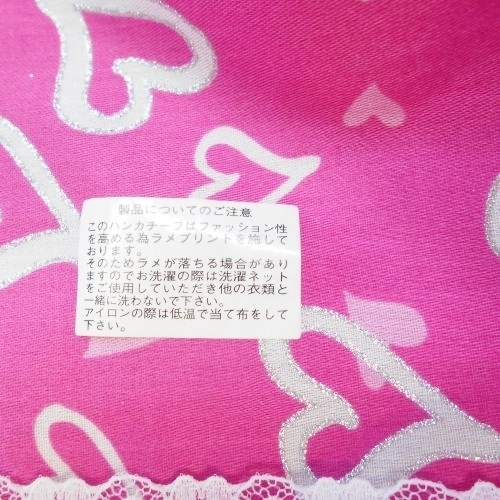 製品についてのご注意
このハンカチーフはファッション性
を高める為ラメプリントを施して
おります。
そのためラメが落ちる場合があり
ますのでお洗濯の際は洗濯ネット
をご使用していただき他の衣類と
一緒に洗わないで下さい。
アイロンの際は低温で当て布をして
下さい。